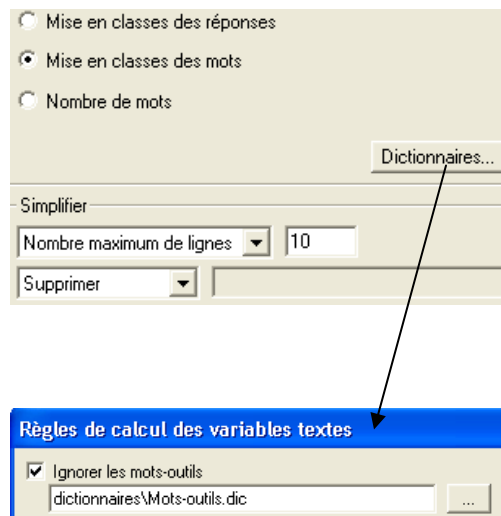 Mise en classes des réponses
Mise en classes des mots
Nombre de mots
Dictionnaires...
Simplifier
Nombre maximum de lignes 10
Supprimer
Règles de calcul des variables textes
Ignorer les mots-outils
dictionnaires\Mots-outils.dic ...